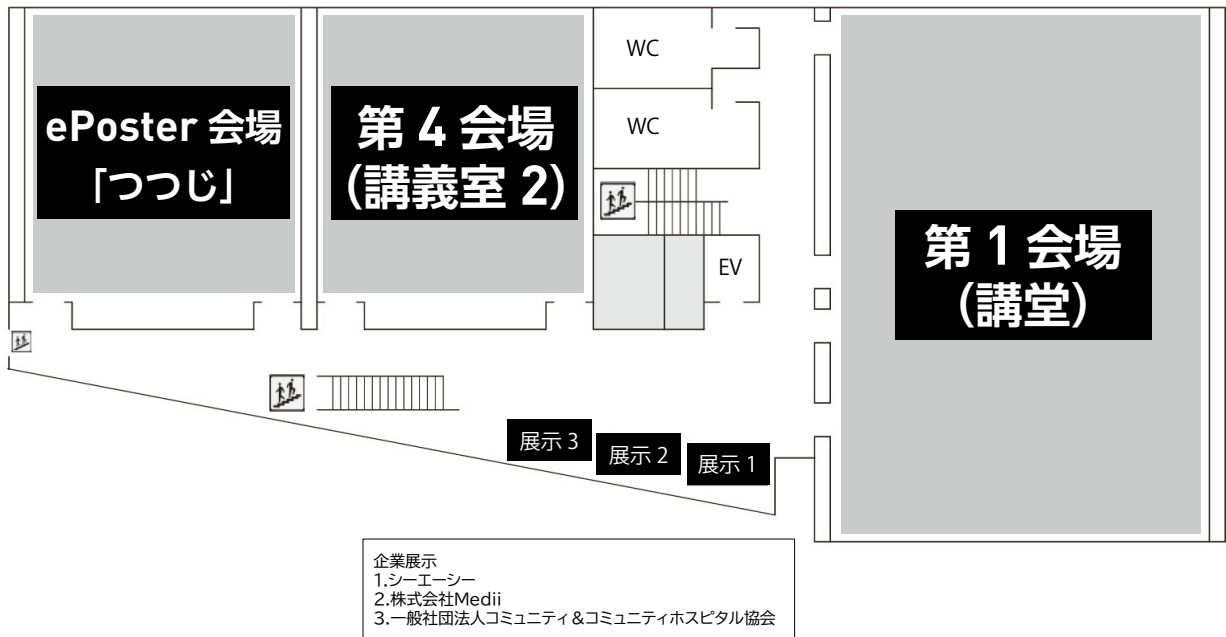 ePoster 会場
「つつじ」
第 4 会場
(講義室 2)
WC
WC
EV
第 1 会場
(講堂)
展示 3
展示 2
展示 1
企業展示
1.シーエーシー
2.株式会社Medii
3.一般社団法人コミュニティ&コミュニティホスピタル協会